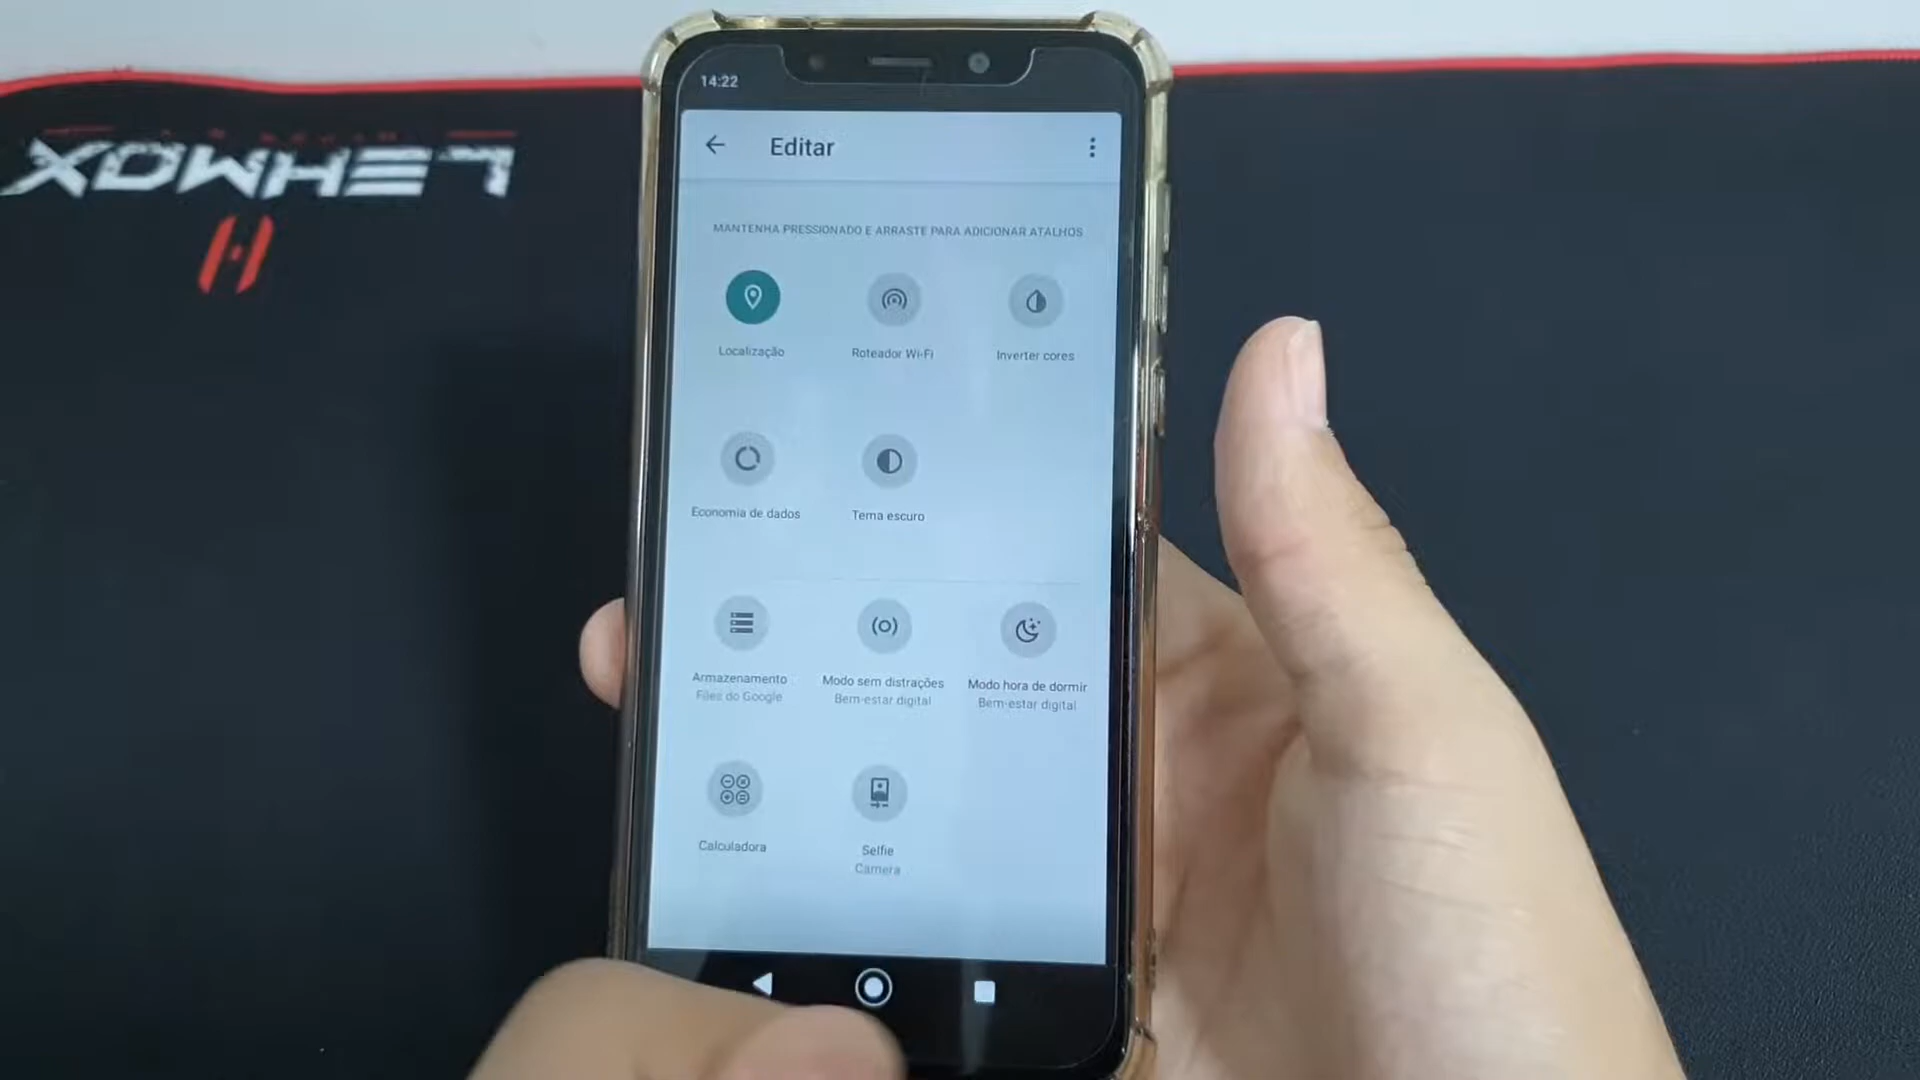 14:22
Editar
MANTENHA PRESSIONADO E ARRASTE PARA ADICIONAR ATALHOS
Localização
Roteador Wi-Fi
Inverter cores
Economia de dados
Tema escuro
Armazenamento
Files do Google
Modo sem distrações
Bem-estar digital
Modo hora de dormir
Bem-estar digital
Calculadora
Selfie
Camera
LEHMOX